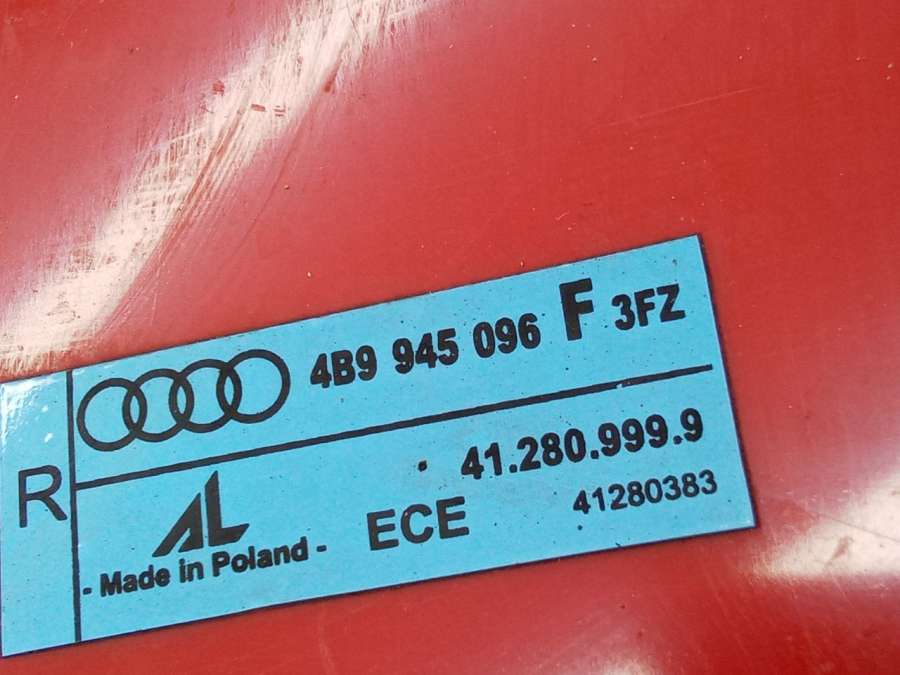 4B9 945 096 F 3FZ
R
41.280.999.9
AL
ECE
41280383
- Made in Poland -